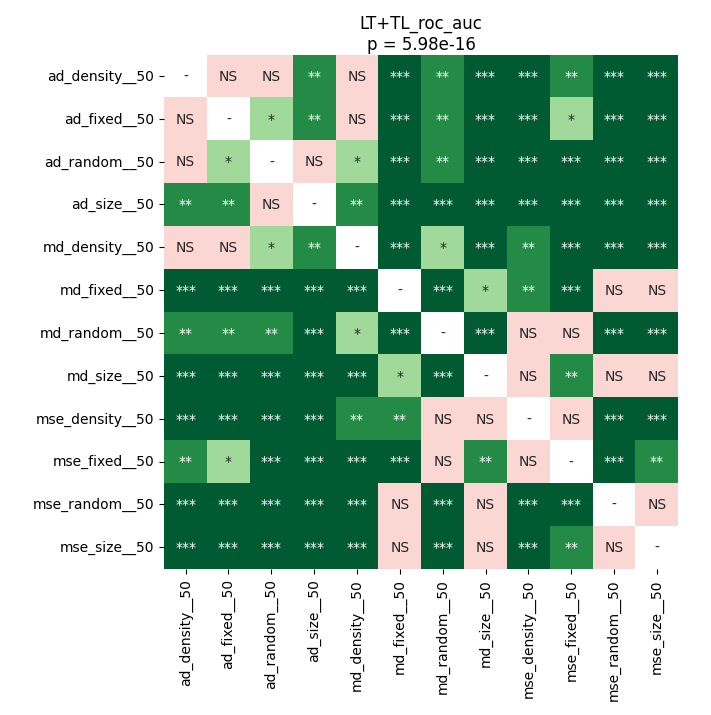 LT+TL_roc_auc
p = 5.98e-16
ad_density__50 - NS NS ** NS *** ** *** *** ** *** ***
ad_fixed__50 NS - * ** NS *** ** *** *** * *** ***
ad_random__50 NS * - NS * *** ** *** *** *** *** ***
ad_size__50 ** ** NS - ** *** *** *** *** *** *** ***
md_density__50 NS NS * ** - *** * *** ** *** *** ***
md_fixed__50 *** *** *** *** *** - *** * ** *** NS NS
md_random__50 ** ** ** *** * *** - *** NS NS *** ***
md_size__50 *** *** *** *** *** * *** - NS ** NS NS
mse_density__50 *** *** *** *** ** ** NS NS - NS *** ***
mse_fixed__50 ** * *** *** *** *** NS ** NS - *** **
mse_random__50 *** *** *** *** *** NS *** NS *** *** - NS
mse_size__50 *** *** *** *** *** NS *** NS *** ** NS -
ad_density__50
ad_fixed__50
ad_random__50
ad_size__50
md_density__50
md_fixed__50
md_random__50
md_size__50
mse_density__50
mse_fixed__50
mse_random__50
mse_size__50